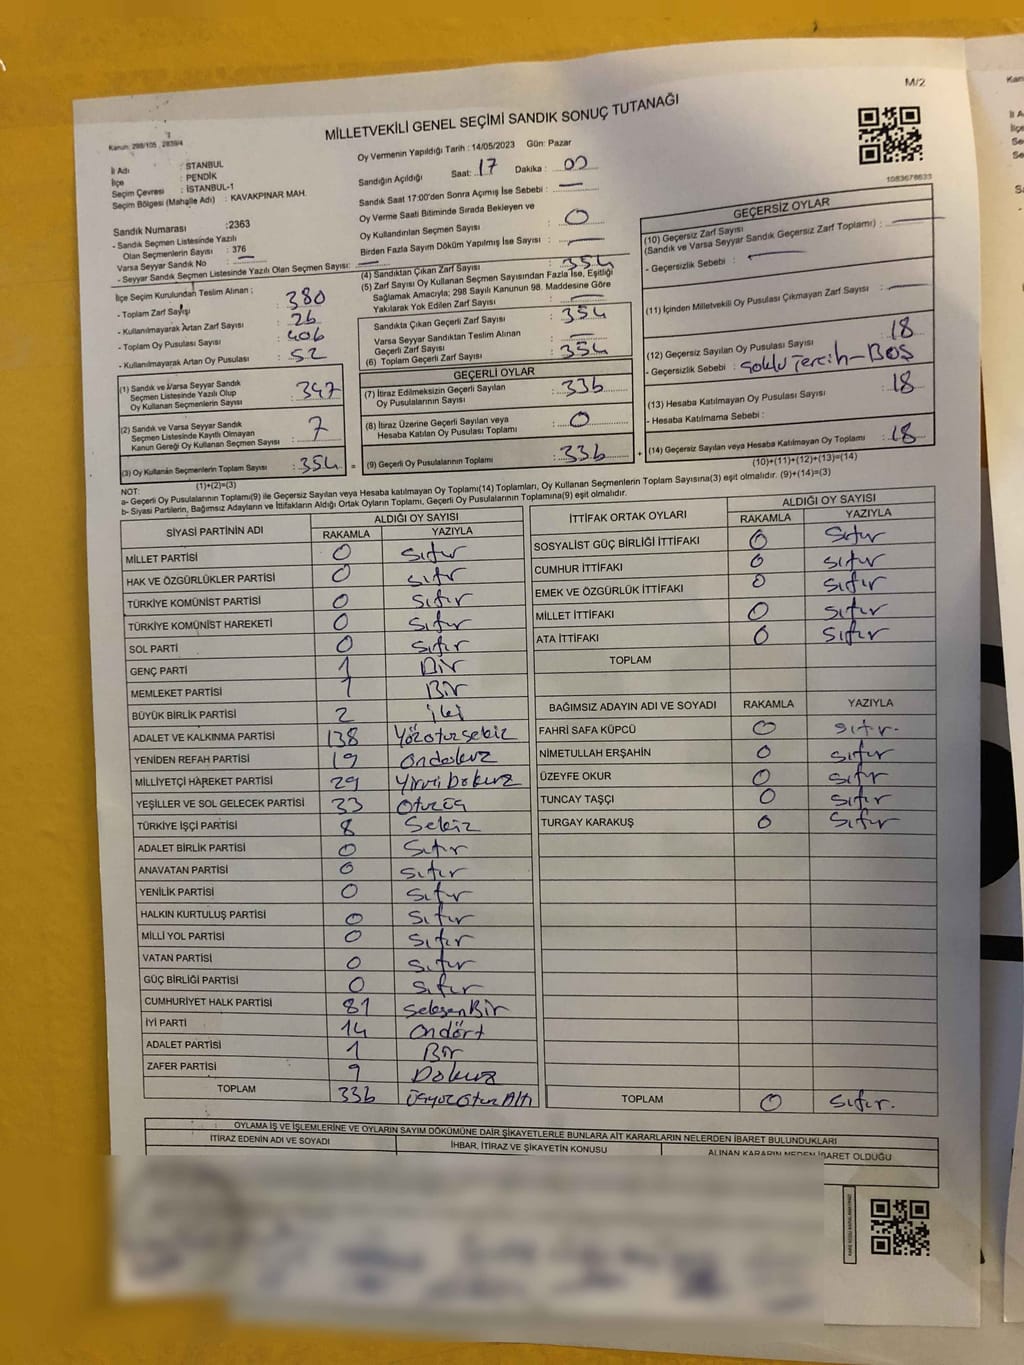 M/2
MİLLETVEKİLİ GENEL SEÇİMİ SANDIK SONUÇ TUTANAĞI
Kanun: 298/105 , 2839/4
İl Adı : İSTANBUL
İlçe : PENDİK
Seçim Çevresi : İSTANBUL-1
Seçim Bölgesi (Mahalle Adı) : KAVAKPINAR MAH.
Sandık Numarası :2363
- Sandık Seçmen Listesinde Yazılı
Olan Seçmenlerin Sayısı : 376
Varsa Seyyar Sandık No : —
- Seyyar Sandık Seçmen Listesinde Yazılı Olan Seçmen Sayısı: —
İlçe Seçim Kurulundan Teslim Alınan ;
- Toplam Zarf Sayısı : 380
- Kullanılmayarak Artan Zarf Sayısı : 26
- Toplam Oy Pusulası Sayısı : 406
- Kullanılmayarak Artan Oy Pusulası : 52
(1) Sandık ve Varsa Seyyar Sandık
Seçmen Listesinde Yazılı Olup
Oy Kullanan Seçmenlerin Sayısı : 347
(2) Sandık ve Varsa Seyyar Sandık
Seçmen Listesinde Kayıtlı Olmayan
Kanun Gereği Oy Kullanan Seçmen Sayısı : 7
(3) Oy Kullanan Seçmenlerin Toplam Sayısı : 354 =
(1)+(2)=(3)
Oy Vermenin Yapıldığı Tarih : 14/05/2023 Gün: Pazar
Sandığın Açıldığı Saat: 17 Dakika : 00
Sandık Saat 17:00'den Sonra Açımış İse Sebebi : —
Oy Verme Saati Bitiminde Sırada Bekleyen ve
Oy Kullandırılan Seçmen Sayısı : 0
Birden Fazla Sayım Döküm Yapılmış İse Sayısı : —
(4) Sandıktan Çıkan Zarf Sayısı : 354
(5) Zarf Sayısı Oy Kullanan Seçmen Sayısından Fazla İse, Eşitliği
Sağlamak Amacıyla; 298 Sayılı Kanunun 98. Maddesine Göre
Yakılarak Yok Edilen Zarf Sayısı : —
Sandıkta Çıkan Geçerli Zarf Sayısı : 354
Varsa Seyyar Sandıktan Teslim Alınan
Geçerli Zarf Sayısı : —
(6) Toplam Geçerli Zarf Sayısı : 354
GEÇERLİ OYLAR
(7) İtiraz Edilmeksizin Geçerli Sayılan
Oy Pusulalarının Sayısı : 336
(8) İtiraz Üzerine Geçerli Sayılan veya
Hesaba Katılan Oy Pusulası Toplamı : 0
(9) Geçerli Oy Pusulalarının Toplamı : 336 +
1083678633
GEÇERSİZ OYLAR
(10) Geçersiz Zarf Sayısı
(Sandık ve Varsa Seyyar Sandık Geçersiz Zarf Toplamı) : —
- Geçersizlik Sebebi : —
(11) İçinden Milletvekili Oy Pusulası Çıkmayan Zarf Sayısı : —
(12) Geçersiz Sayılan Oy Pusulası Sayısı : 18
- Geçersizlik Sebebi : Çoklu Tercih-BOŞ
(13) Hesaba Katılmayan Oy Pusulası Sayısı : 18
- Hesaba Katılmama Sebebi :
(14) Geçersiz Sayılan veya Hesaba Katılmayan Oy Toplamı : 18
(10)+(11)+(12)+(13)=(14)
NOT:
a- Geçerli Oy Pusulalarının Toplamı(9) ile Geçersiz Sayılan veya Hesaba katılmayan Oy Toplamı(14) Toplamları, Oy Kullanan Seçmenlerin Toplam Sayısına(3) eşit olmalıdır. (9)+(14)=(3)
b- Siyasi Partilerin, Bağımsız Adayların ve İttifakların Aldığı Ortak Oyların Toplamı, Geçerli Oy Pusulalarının Toplamına(9) eşit olmalıdır.
SİYASİ PARTİNİN ADI ALDIĞI OY SAYISI
RAKAMLA YAZIYLA
MİLLET PARTİSİ 0 Sıfır
HAK VE ÖZGÜRLÜKLER PARTİSİ 0 Sıfır
TÜRKİYE KOMÜNİST PARTİSİ 0 Sıfır
TÜRKİYE KOMÜNİST HAREKETİ 0 Sıfır
SOL PARTİ 0 Sıfır
GENÇ PARTİ 1 Bir
MEMLEKET PARTİSİ 1 Bir
BÜYÜK BİRLİK PARTİSİ 2 iki
ADALET VE KALKINMA PARTİSİ 138 Yüzotuzsekiz
YENİDEN REFAH PARTİSİ 19 Ondokuz
MİLLİYETÇİ HAREKET PARTİSİ 29 Yirmi Dokuz
YEŞİLLER VE SOL GELECEK PARTİSİ 33 Otuzüç
TÜRKİYE İŞÇİ PARTİSİ 8 Sekiz
ADALET BİRLİK PARTİSİ 0 Sıfır
ANAVATAN PARTİSİ 0 Sıfır
YENİLİK PARTİSİ 0 Sıfır
HALKIN KURTULUŞ PARTİSİ 0 Sıfır
MİLLİ YOL PARTİSİ 0 Sıfır
VATAN PARTİSİ 0 Sıfır
GÜÇ BİRLİĞİ PARTİSİ 0 Sıfır
CUMHURİYET HALK PARTİSİ 81 SeksenBir
İYİ PARTİ 14 Ondört
ADALET PARTİSİ 1 Bir
ZAFER PARTİSİ 9 Dokuz
TOPLAM 336 ÜçyüzOtuzAltı
İTTİFAK ORTAK OYLARI ALDIĞI OY SAYISI
RAKAMLA YAZIYLA
SOSYALİST GÜÇ BİRLİĞİ İTTİFAKI 0 Sıfır
CUMHUR İTTİFAKI 0 Sıfır
EMEK VE ÖZGÜRLÜK İTTİFAKI 0 Sıfır
MİLLET İTTİFAKI 0 Sıfır
ATA İTTİFAKI 0 Sıfır
TOPLAM
BAĞIMSIZ ADAYIN ADI VE SOYADI RAKAMLA YAZIYLA
FAHRİ SAFA KÜPCÜ 0 Sıfır.
NİMETULLAH ERŞAHİN 0 Sıfır
ÜZEYFE OKUR 0 Sıfır
TUNCAY TAŞÇI 0 Sıfır
TURGAY KARAKUŞ 0 Sıfır
TOPLAM 0 Sıfır.
OYLAMA İŞ VE İŞLEMLERİNE VE OYLARIN SAYIM DÖKÜMÜNE DAİR ŞİKAYETLERLE BUNLARA AİT KARARLARIN NELERDEN İBARET BULUNDUKLARI
İTİRAZ EDENİN ADI VE SOYADI İHBAR, İTİRAZ VE ŞİKAYETİN KONUSU ALINAN KARARIN NEDEN İBARET OLDUĞU